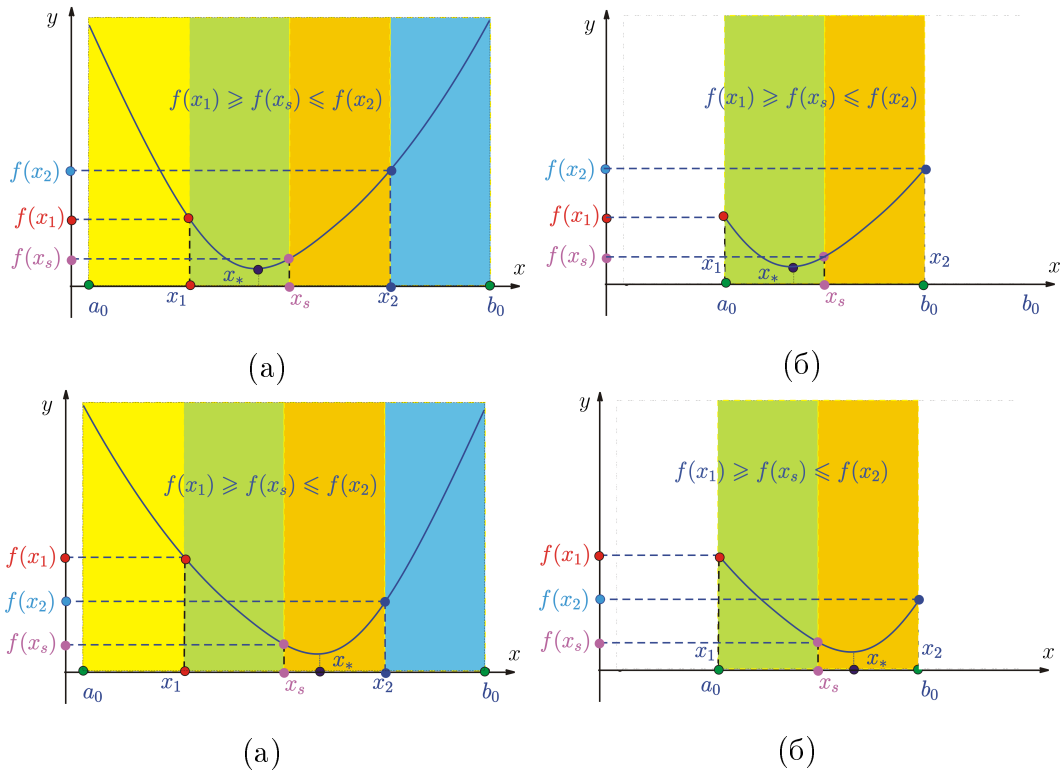 y
f(x₁) ⩾ f(xₛ) ⩽ f(x₂)
f(x₂)
f(x₁)
f(xₛ)
x∗
x
a₀
x₁
xₛ
x₂
b₀
(а)
y
f(x₁) ⩾ f(xₛ) ⩽ f(x₂)
f(x₂)
f(x₁)
f(xₛ)
x₁
x∗
x₂
x
a₀
xₛ
b₀
b₀
(б)
y
f(x₁) ⩾ f(xₛ) ⩽ f(x₂)
f(x₁)
f(x₂)
f(xₛ)
x∗
x
a₀
x₁
xₛ
x₂
b₀
(а)
y
f(x₁) ⩾ f(xₛ) ⩽ f(x₂)
f(x₁)
f(x₂)
f(xₛ)
x₁
x∗
x₂
x
a₀
xₛ
b₀
(б)